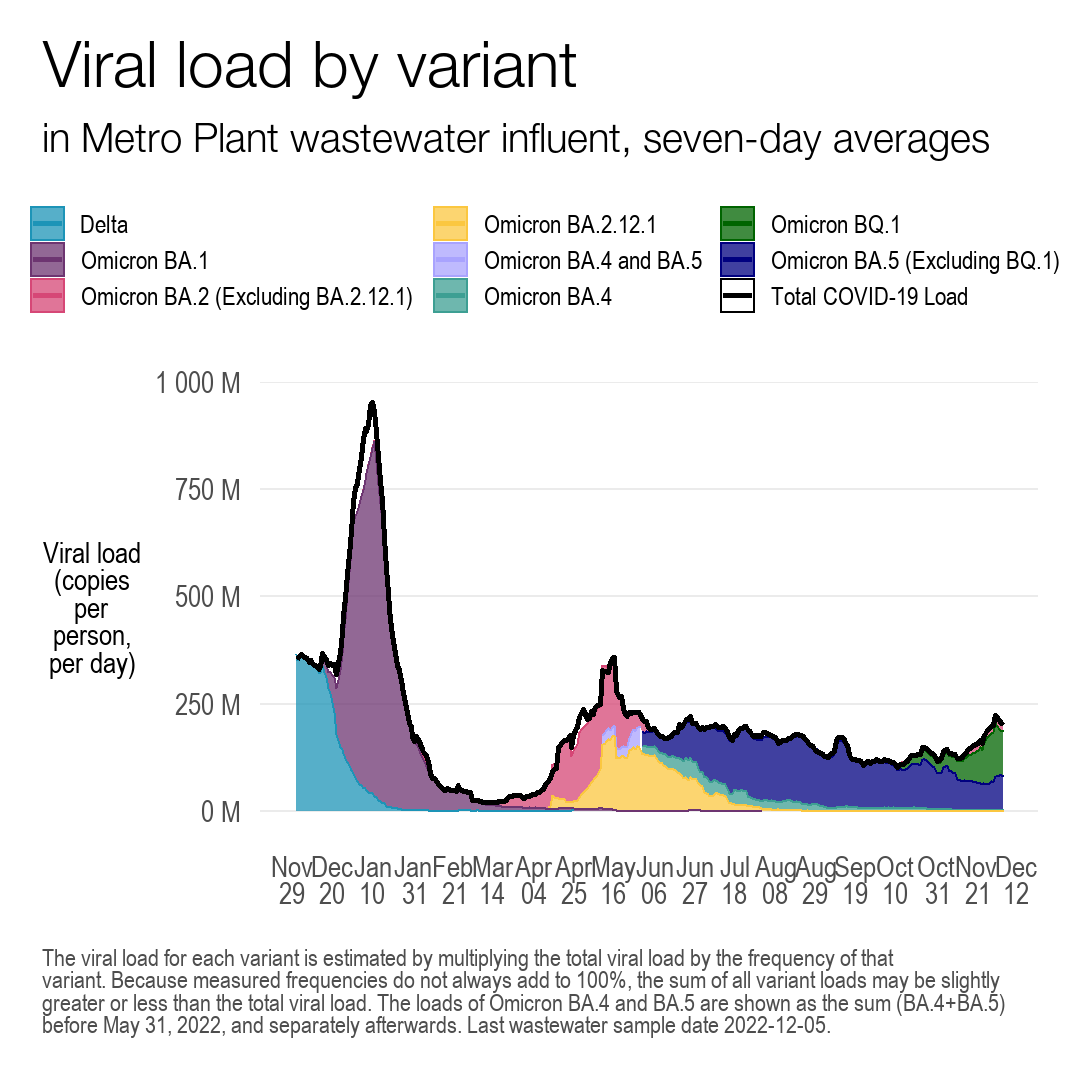 Viral load by variant
in Metro Plant wastewater influent, seven-day averages
Delta
Omicron BA.1
Omicron BA.2 (Excluding BA.2.12.1)
Omicron BA.2.12.1
Omicron BA.4 and BA.5
Omicron BA.4
Omicron BQ.1
Omicron BA.5 (Excluding BQ.1)
Total COVID-19 Load
1 000 M
750 M
500 M
250 M
0 M
Viral load
(copies
per
person,
per day)
Nov Dec Jan Jan Feb Mar Apr Apr May Jun Jun Jul Aug Aug Sep Oct Oct Nov Dec
29 20 10 31 21 14 04 25 16 06 27 18 08 29 19 10 31 21 12
The viral load for each variant is estimated by multiplying the total viral load by the frequency of that
variant. Because measured frequencies do not always add to 100%, the sum of all variant loads may be slightly
greater or less than the total viral load. The loads of Omicron BA.4 and BA.5 are shown as the sum (BA.4+BA.5)
before May 31, 2022, and separately afterwards. Last wastewater sample date 2022-12-05.